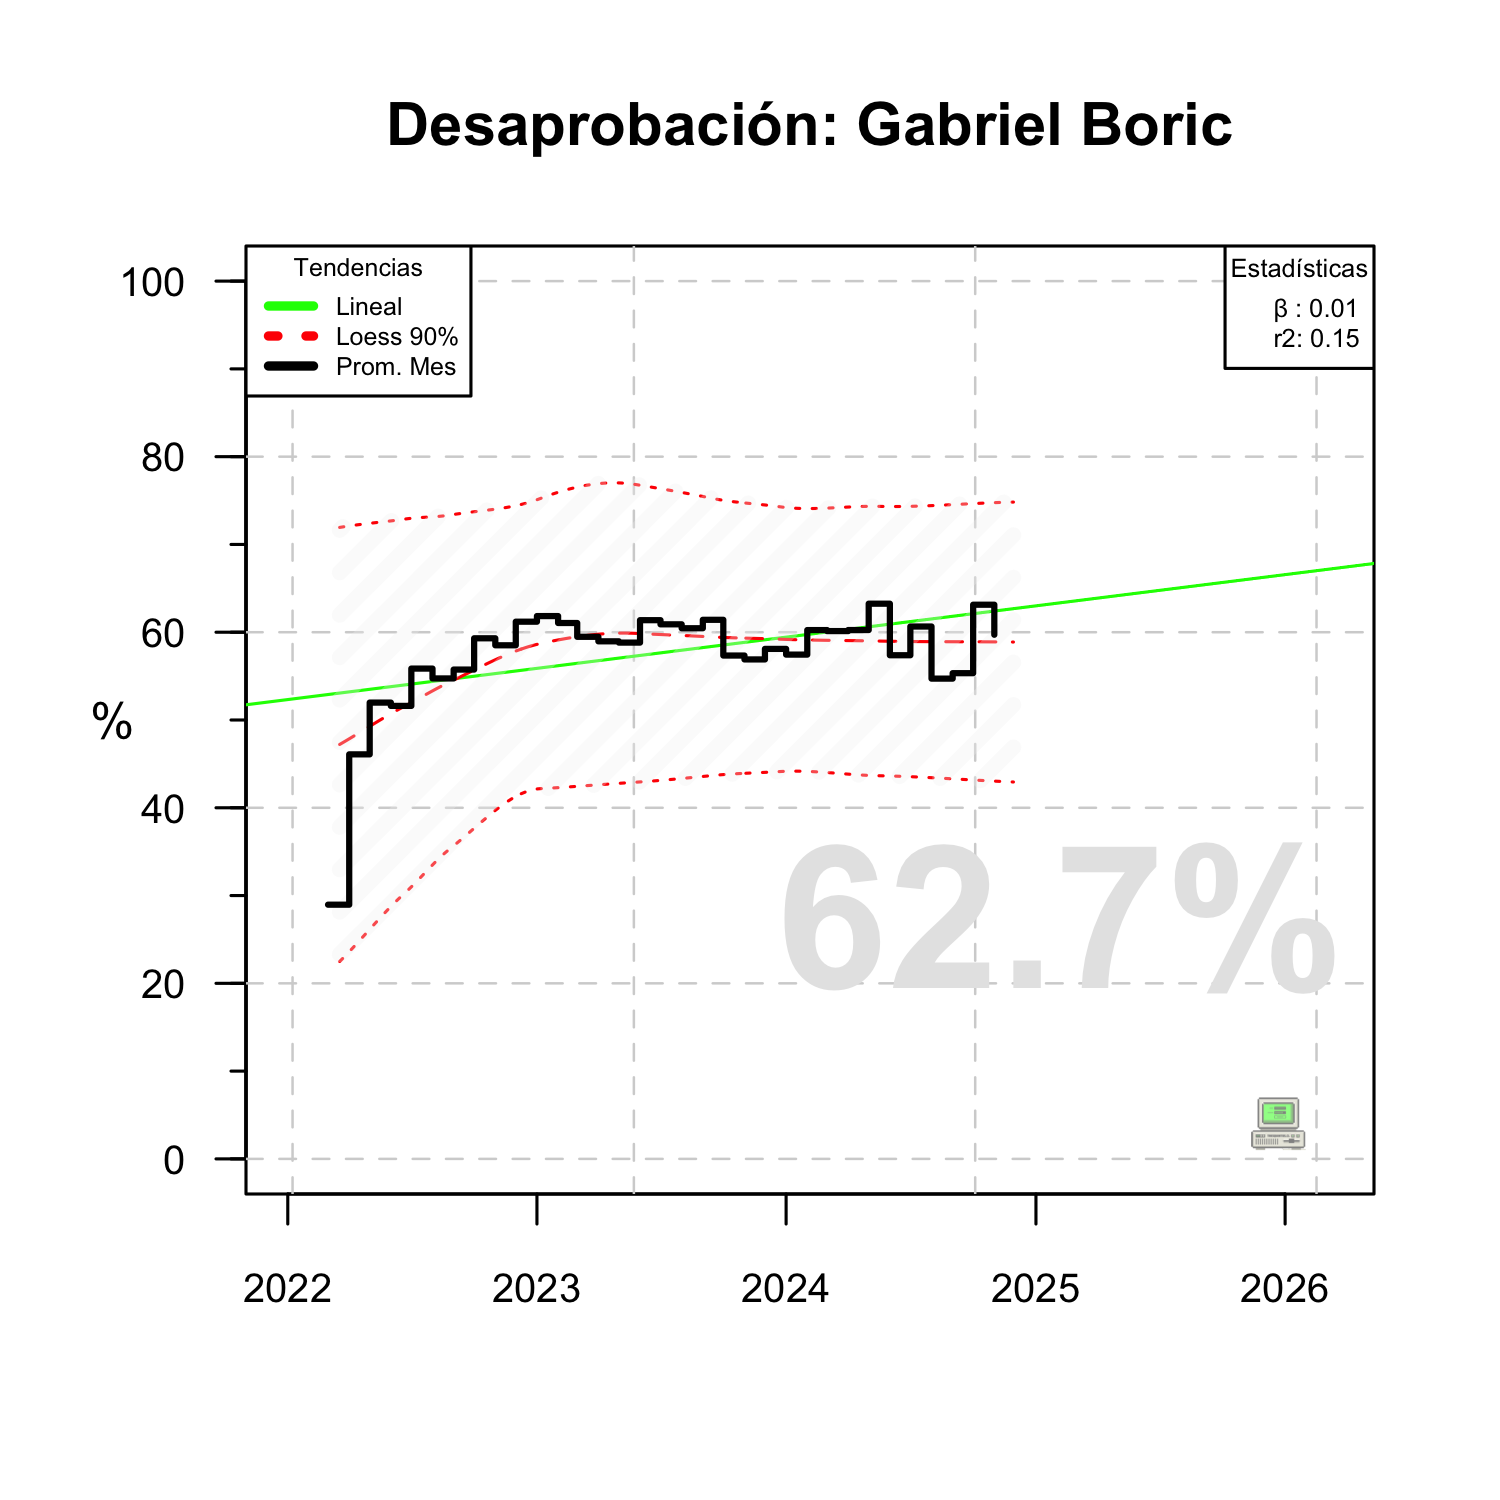 Desaprobación: Gabriel Boric
Tendencias
Lineal
Loess 90%
Prom. Mes
Estadísticas
β : 0.01
r2: 0.15
100
80
60
40
20
0
%
62.7%
2022
2023
2024
2025
2026